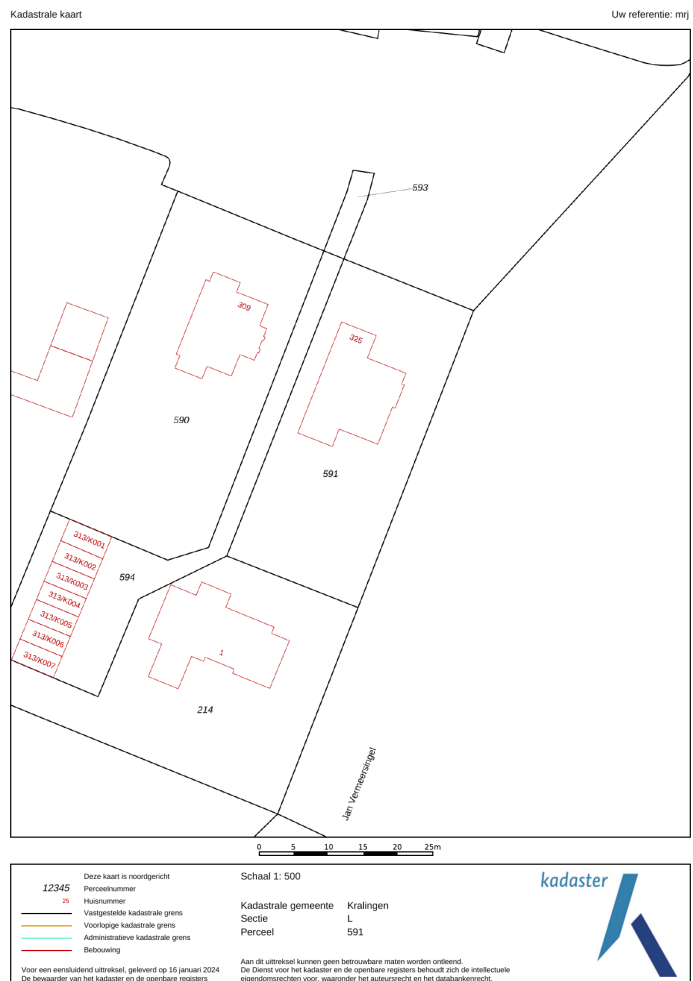 Kadastrale kaart
Uw referentie: mrj
593
309
325
590
591
313/K001
313/K002
594
313/K003
313/K004
313/K005
313/K006
1
313/K007
214
Jan Vermeersingel
0 5 10 15 20 25m
Deze kaart is noordgericht
12345 Perceelnummer
25 Huisnummer
Vastgestelde kadastrale grens
Voorlopige kadastrale grens
Administratieve kadastrale grens
Bebouwing
Voor een eensluidend uittreksel, geleverd op 16 januari 2024
De bewaarder van het kadaster en de openbare registers
Schaal 1: 500
Kadastrale gemeente Kralingen
Sectie L
Perceel 591
Aan dit uittreksel kunnen geen betrouwbare maten worden ontleend.
De Dienst voor het kadaster en de openbare registers behoudt zich de intellectuele
eigendomsrechten voor, waaronder het auteursrecht en het databankenrecht.
kadaster